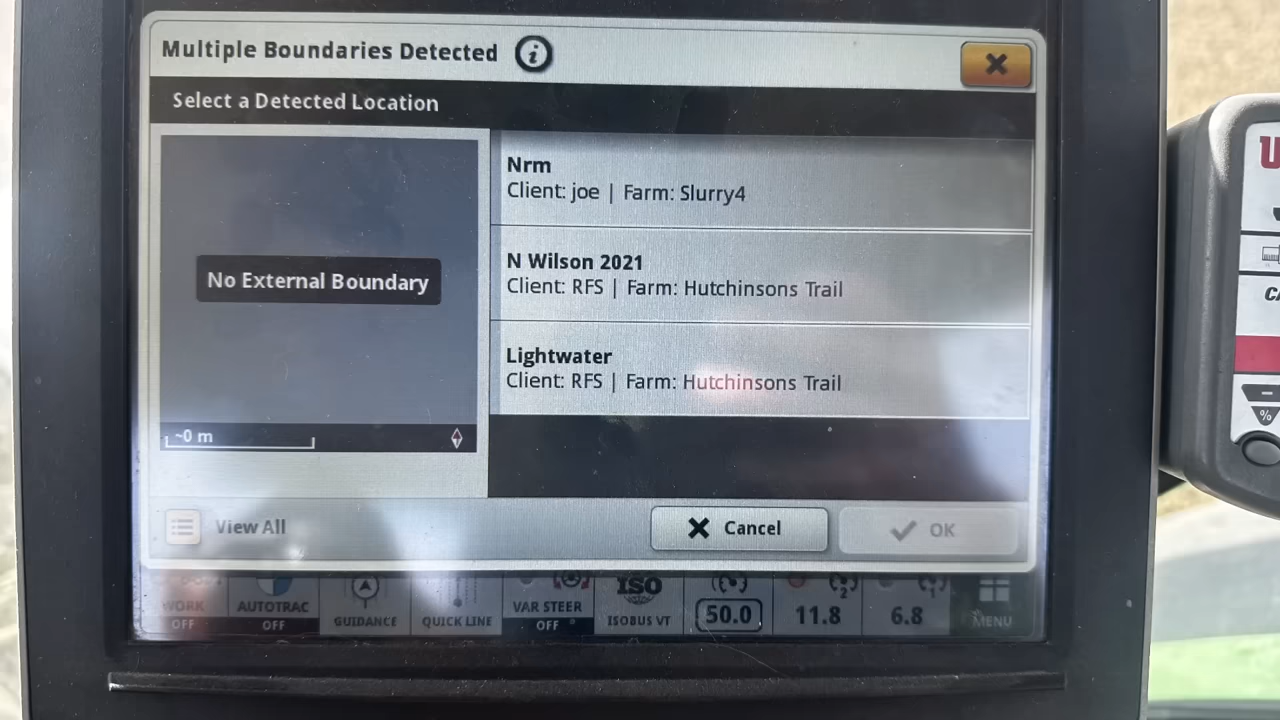 Multiple Boundaries Detected
Select a Detected Location
Nrm
Client: joe | Farm: Slurry4
N Wilson 2021
Client: RFS | Farm: Hutchinsons Trail
Lightwater
Client: RFS | Farm: Hutchinsons Trail
No External Boundary
~0 m
View All
Cancel
OK
WORK
OFF
AUTOTRAC
OFF
GUIDANCE
QUICK LINE
VAR STEER
OFF
ISO
ISOBUS VT
50.0
2
11.8
1
6.8
MENU
%